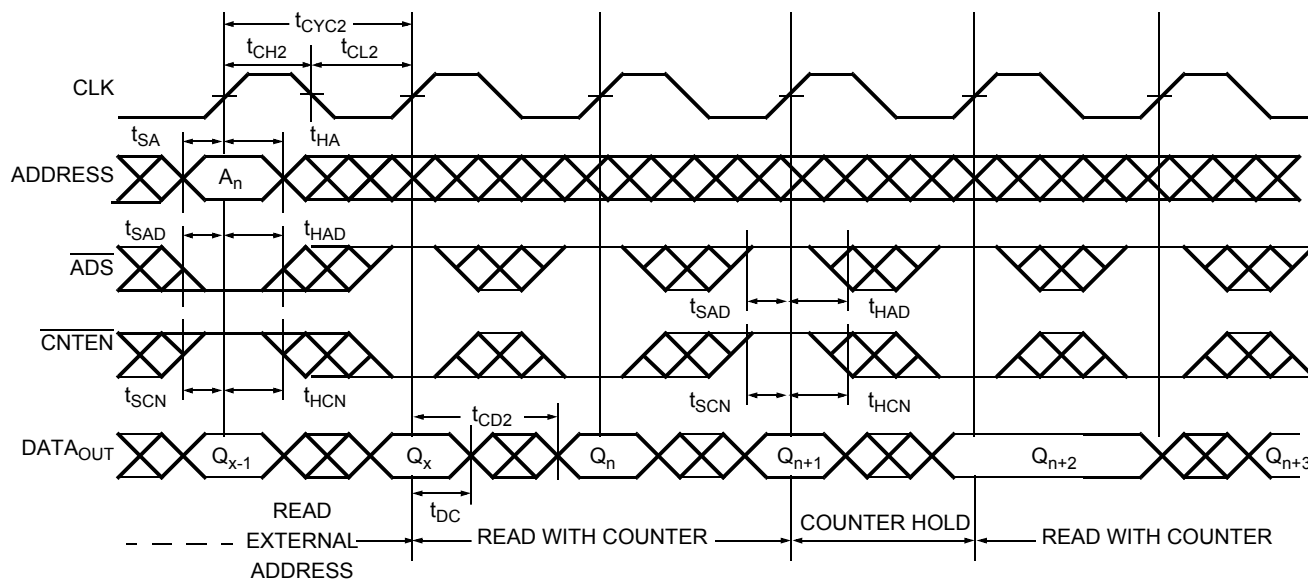 tCYC2
tCH2 tCL2
CLK
tSA tHA
ADDRESS An
tSAD tHAD
ADS
tSAD tHAD
CNTEN
tSCN tHCN tSCN tHCN
tCD2
DATAOUT Qx-1 Qx Qn Qn+1 Qn+2 Qn+3
tDC
READ
EXTERNAL
ADDRESS
READ WITH COUNTER
COUNTER HOLD
READ WITH COUNTER